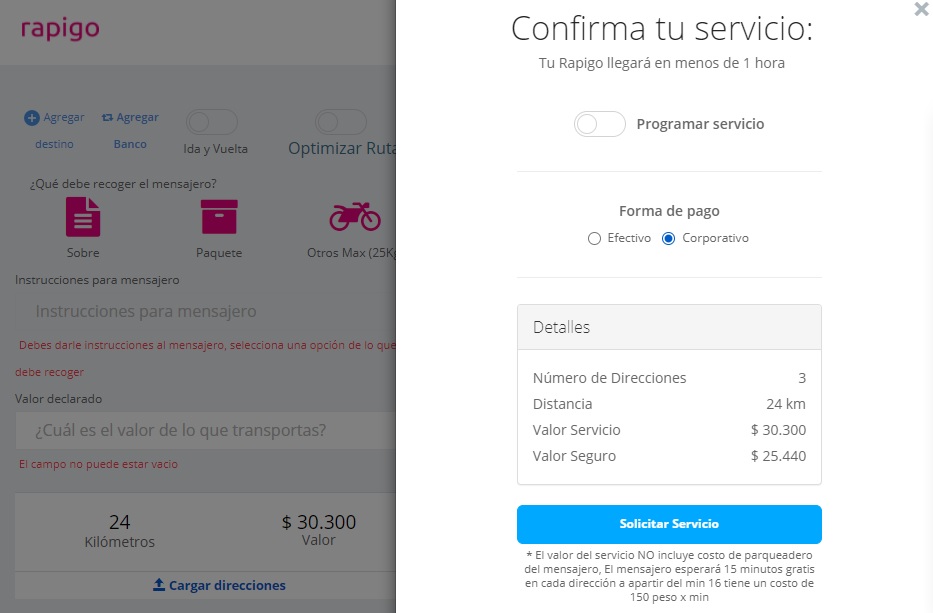 rapigo
Agregar
destino
Agregar
Banco
Ida y Vuelta
Optimizar Ruta
¿Qué debe recoger el mensajero?
Sobre
Paquete
Otros Max (25Kg
Instrucciones para mensajero
Instrucciones para mensajero
Debes darle instrucciones al mensajero, selecciona una opción de lo que
debe recoger
Valor declarado
¿Cuál es el valor de lo que transportas?
El campo no puede estar vacio
24
Kilómetros
$ 30.300
Valor
Cargar direcciones
Confirma tu servicio:
Tu Rapigo llegará en menos de 1 hora
Programar servicio
Forma de pago
Efectivo Corporativo
Detalles
Número de Direcciones 3
Distancia 24 km
Valor Servicio $ 30.300
Valor Seguro $ 25.440
Solicitar Servicio
* El valor del servicio NO incluye costo de parqueadero
del mensajero, El mensajero esperará 15 minutos gratis
en cada dirección a apartir del min 16 tiene un costo de
150 peso x min